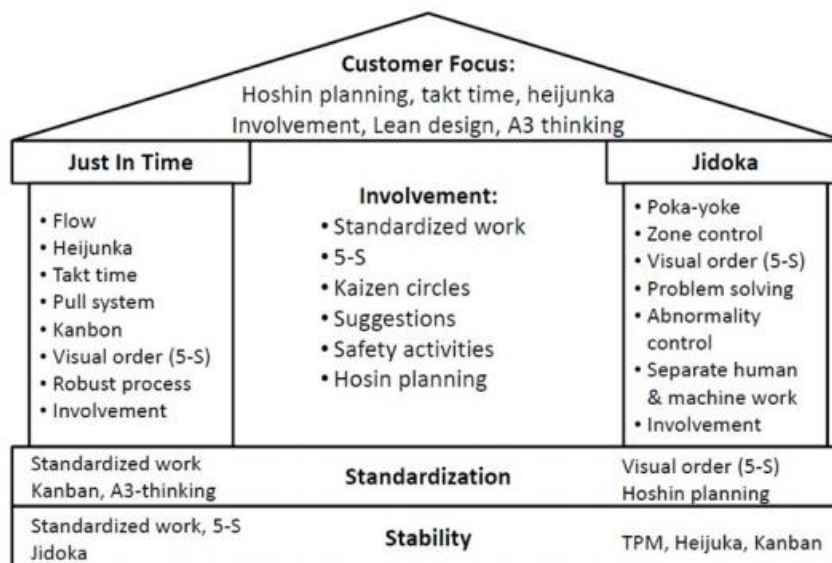 Customer Focus:
Hoshin planning, takt time, heijunka
Involvement, Lean design, A3 thinking
Just In Time
• Flow
• Heijunka
• Takt time
• Pull system
• Kanbon
• Visual order (5-S)
• Robust process
• Involvement
Involvement:
• Standardized work
• 5-S
• Kaizen circles
• Suggestions
• Safety activities
• Hosin planning
Jidoka
• Poka-yoke
• Zone control
• Visual order (5-S)
• Problem solving
• Abnormality
control
• Separate human
& machine work
• Involvement
Standardized work
Kanban, A3-thinking
Standardization
Visual order (5-S)
Hoshin planning
Standardized work, 5-S
Jidoka
Stability
TPM, Heijuka, Kanban